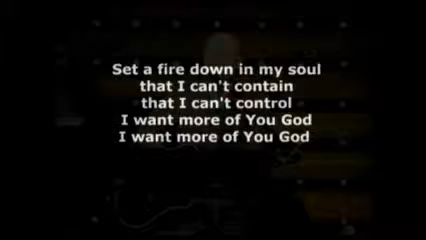 Set a fire down in my soul
that I can't contain
that I can't control
I want more of You God
I want more of You God